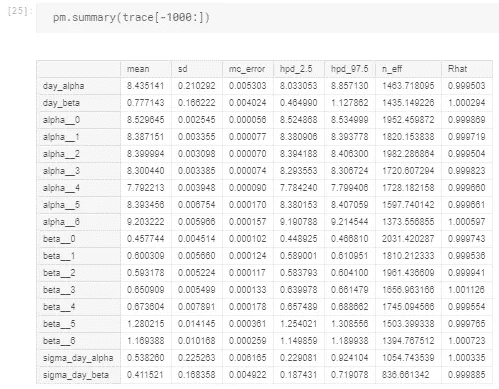 [25]:
pm.summary(trace[-1000:])
mean sd mc_error hpd_2.5 hpd_97.5 n_eff Rhat
day_alpha 8.435141 0.210292 0.005303 8.033053 8.857130 1463.718095 0.999503
day_beta 0.777143 0.166222 0.004024 0.464990 1.127862 1435.149226 1.000294
alpha__0 8.529645 0.002545 0.000056 8.524868 8.534999 1952.459872 0.999869
alpha__1 8.387151 0.003355 0.000077 8.380906 8.393778 1820.153838 0.999719
alpha__2 8.399994 0.003098 0.000070 8.394188 8.406300 1982.286864 0.999504
alpha__3 8.300440 0.003385 0.000074 8.293553 8.306724 1720.607294 0.999823
alpha__4 7.792213 0.003948 0.000090 7.784240 7.799406 1728.182158 0.999660
alpha__5 8.393456 0.006754 0.000170 8.380153 8.407059 1597.740142 0.999661
alpha__6 9.203222 0.005966 0.000157 9.190788 9.214544 1373.556855 1.000597
beta__0 0.457744 0.004514 0.000102 0.448925 0.466810 2031.420287 0.999743
beta__1 0.600309 0.005660 0.000124 0.589001 0.610951 1810.212333 0.999536
beta__2 0.593178 0.005224 0.000117 0.583793 0.604100 1961.436609 0.999941
beta__3 0.650909 0.005499 0.000133 0.639978 0.661479 1656.963166 1.001126
beta__4 0.673604 0.007891 0.000178 0.657489 0.688662 1745.094566 0.999554
beta__5 1.280215 0.014145 0.000361 1.254021 1.308556 1503.399338 0.999765
beta__6 1.169388 0.010168 0.000259 1.149859 1.189938 1394.767512 1.000723
sigma_day_alpha 0.538260 0.225263 0.006165 0.229081 0.924104 1054.743539 1.000335
sigma_day_beta 0.411521 0.168358 0.004922 0.187431 0.719078 836.661342 0.999885